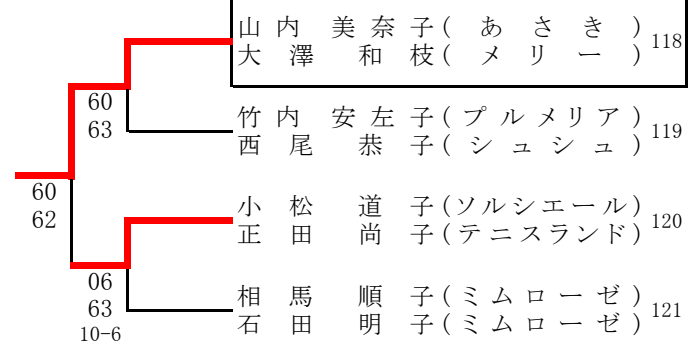 山内 美奈子(あさき) 118
大澤 和枝(メリー)
60
63
竹内 安左子(プルメリア) 119
西尾 恭子(シュシュ)
60
62
小松 道子(ソルシエール) 120
正田 尚子(テニスランド)
06
63
10-6
相馬 順子(ミムローゼ) 121
石田 明子(ミムローゼ)